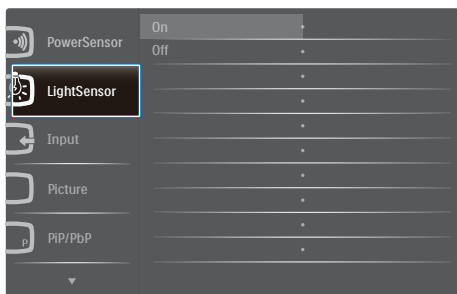 PowerSensor
LightSensor
Input
Picture
P
PiP/PbP
On
Off